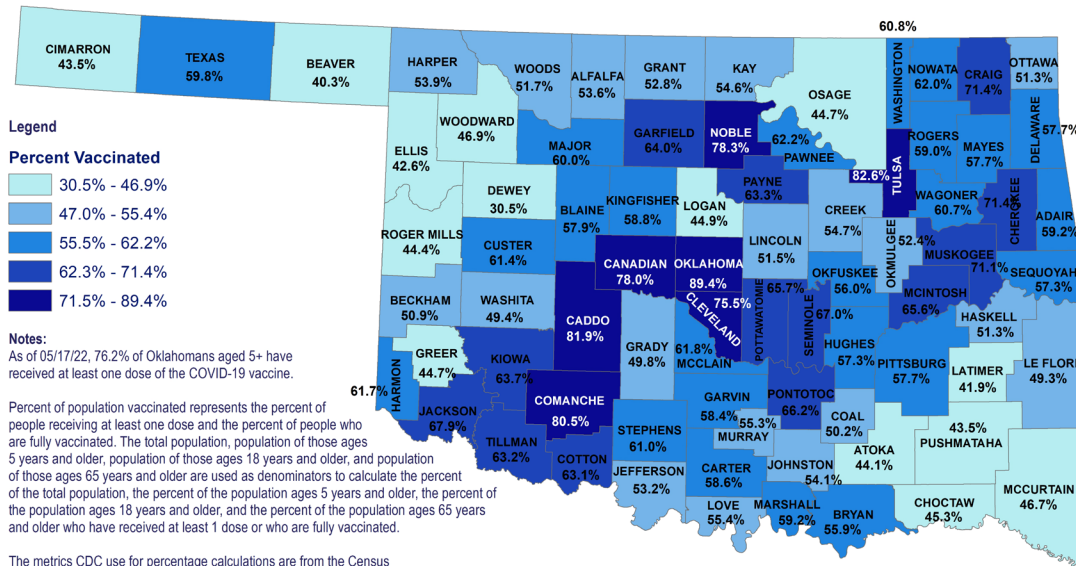 60.8%
CIMARRON
43.5%
TEXAS
59.8%
BEAVER
40.3%
HARPER
53.9%
WOODS
51.7%
ALFALFA
53.6%
GRANT
52.8%
KAY
54.6%
OSAGE
44.7%
WASHINGTON
NOWATA
62.0%
CRAIG
71.4%
OTTAWA
51.3%
WOODWARD
46.9%
ELLIS
42.6%
MAJOR
60.0%
GARFIELD
64.0%
NOBLE
78.3%
62.2%
PAWNEE
ROGERS
59.0%
MAYES
57.7%
DELAWARE
57.7%
TULSA
82.6%
DEWEY
30.5%
BLAINE
57.9%
KINGFISHER
58.8%
LOGAN
44.9%
PAYNE
63.3%
CREEK
54.7%
WAGONER
60.7%
CHEROKEE
71.4%
ADAIR
59.2%
ROGER MILLS
44.4%
CUSTER
61.4%
CANADIAN
78.0%
OKLAHOMA
89.4%
LINCOLN
51.5%
OKMULGEE
52.4%
MUSKOGEE
71.1%
SEQUOYAH
57.3%
BECKHAM
50.9%
WASHITA
49.4%
CADDO
81.9%
GRADY
49.8%
75.5%
CLEVELAND
POTTAWATOMIE
65.7%
SEMINOLE
67.0%
OKFUSKEE
56.0%
MCINTOSH
65.6%
HASKELL
51.3%
GREER
44.7%
KIOWA
63.7%
61.8%
MCCLAIN
HUGHES
57.3%
PITTSBURG
57.7%
LATIMER
41.9%
LE FLOR
49.3%
61.7%
HARMON
JACKSON
67.9%
COMANCHE
80.5%
GARVIN
58.4%
PONTOTOC
66.2%
COAL
50.2%
TILLMAN
63.2%
COTTON
63.1%
STEPHENS
61.0%
55.3%
MURRAY
ATOKA
44.1%
43.5%
PUSHMATAHA
JEFFERSON
53.2%
CARTER
58.6%
JOHNSTON
54.1%
LOVE
55.4%
MARSHALL
59.2%
BRYAN
55.9%
CHOCTAW
45.3%
MCCURTAIN
46.7%
Legend
Percent Vaccinated
30.5% - 46.9%
47.0% - 55.4%
55.5% - 62.2%
62.3% - 71.4%
71.5% - 89.4%
Notes:
As of 05/17/22, 76.2% of Oklahomans aged 5+ have
received at least one dose of the COVID-19 vaccine.
Percent of population vaccinated represents the percent of
people receiving at least one dose and the percent of people who
are fully vaccinated. The total population, population of those ages
5 years and older, population of those ages 18 years and older, and population
of those ages 65 years and older are used as denominators to calculate the percent
of the total population, the percent of the population ages 5 years and older, the percent of
the population ages 18 years and older, and the percent of the population ages 65 years
and older who have received at least 1 dose or who are fully vaccinated.
The metrics CDC use for percentage calculations are from the Census